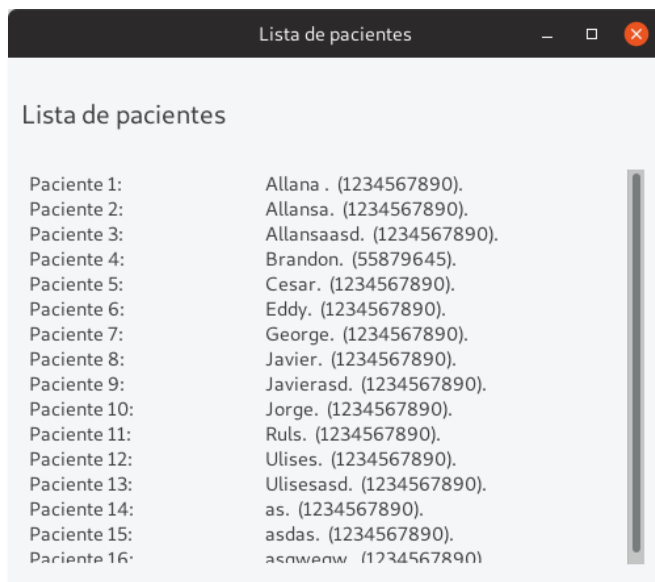 Lista de pacientes
Lista de pacientes
Paciente 1: Allana . (1234567890).
Paciente 2: Allansa. (1234567890).
Paciente 3: Allansaasd. (1234567890).
Paciente 4: Brandon. (55879645).
Paciente 5: Cesar. (1234567890).
Paciente 6: Eddy. (1234567890).
Paciente 7: George. (1234567890).
Paciente 8: Javier. (1234567890).
Paciente 9: Javierasd. (1234567890).
Paciente 10: Jorge. (1234567890).
Paciente 11: Ruls. (1234567890).
Paciente 12: Ulises. (1234567890).
Paciente 13: Ulisesasd. (1234567890).
Paciente 14: as. (1234567890).
Paciente 15: asdas. (1234567890).
Paciente 16: (1234567890)